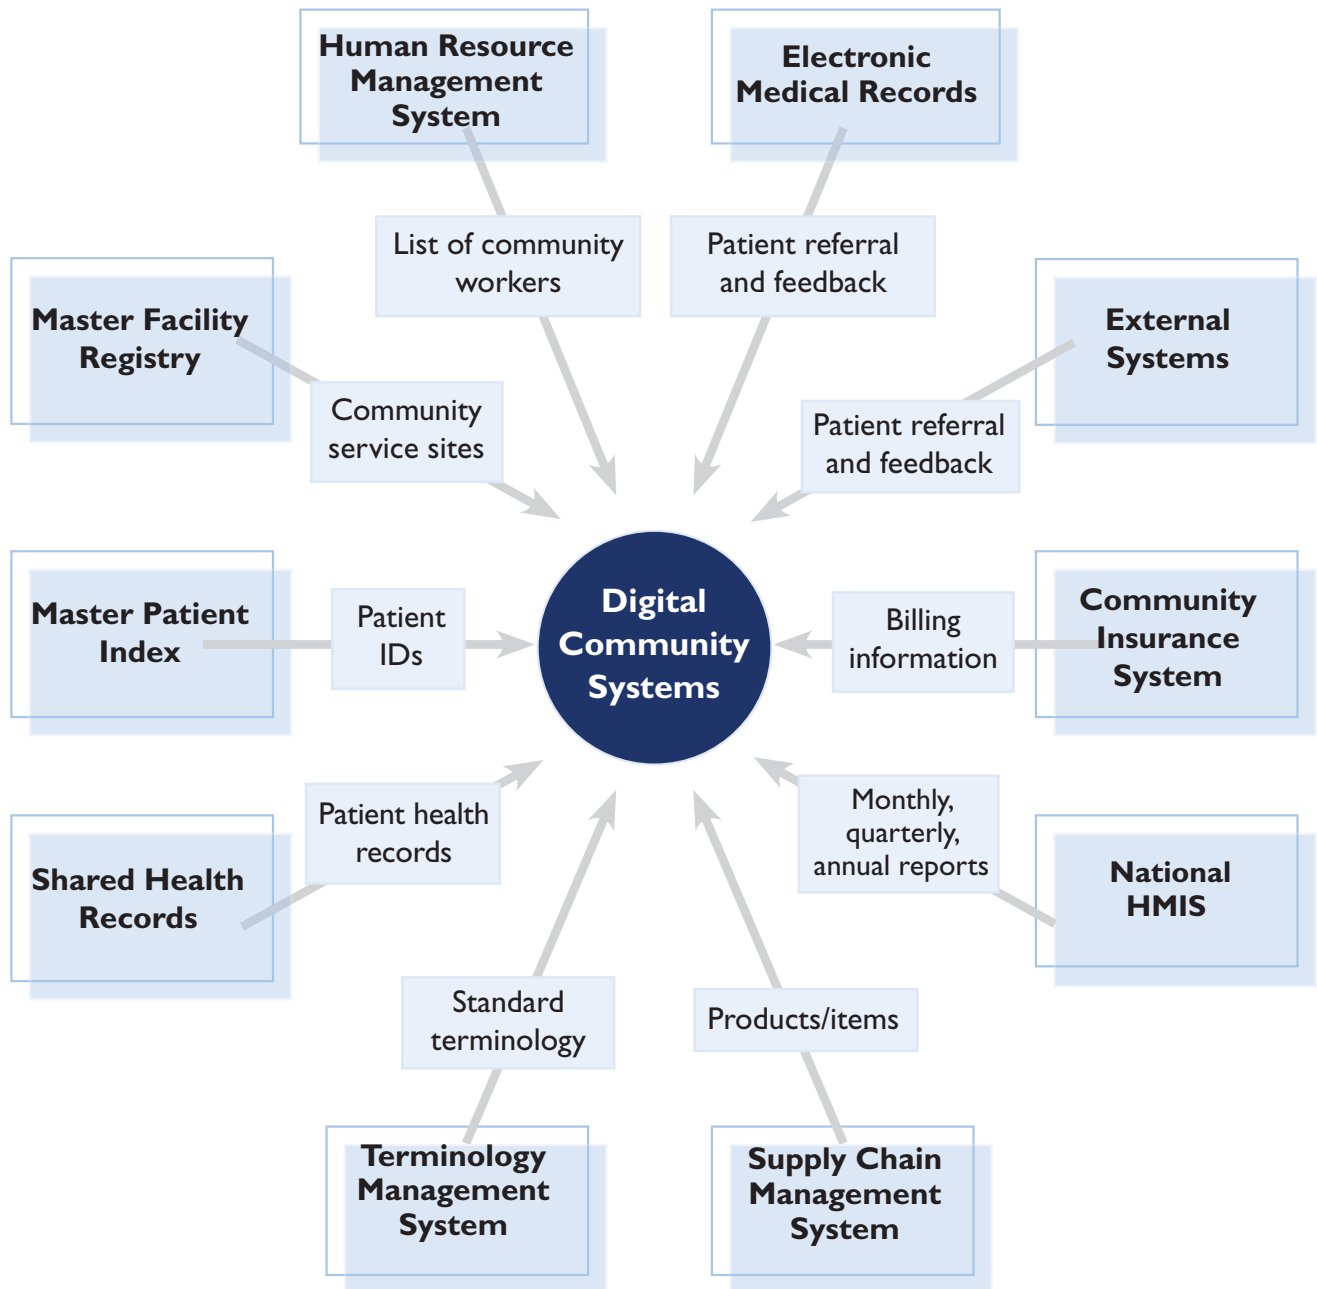 Human Resource
Management
System
Electronic
Medical Records
List of community
workers
Patient referral
and feedback
Master Facility
Registry
External
Systems
Community
service sites
Patient referral
and feedback
Master Patient
Index
Patient
IDs
Digital
Community
Systems
Billing
information
Community
Insurance
System
Shared Health
Records
Patient health
records
Monthly,
quarterly,
annual reports
National
HMIS
Standard
terminology
Products/items
Terminology
Management
System
Supply Chain
Management
System